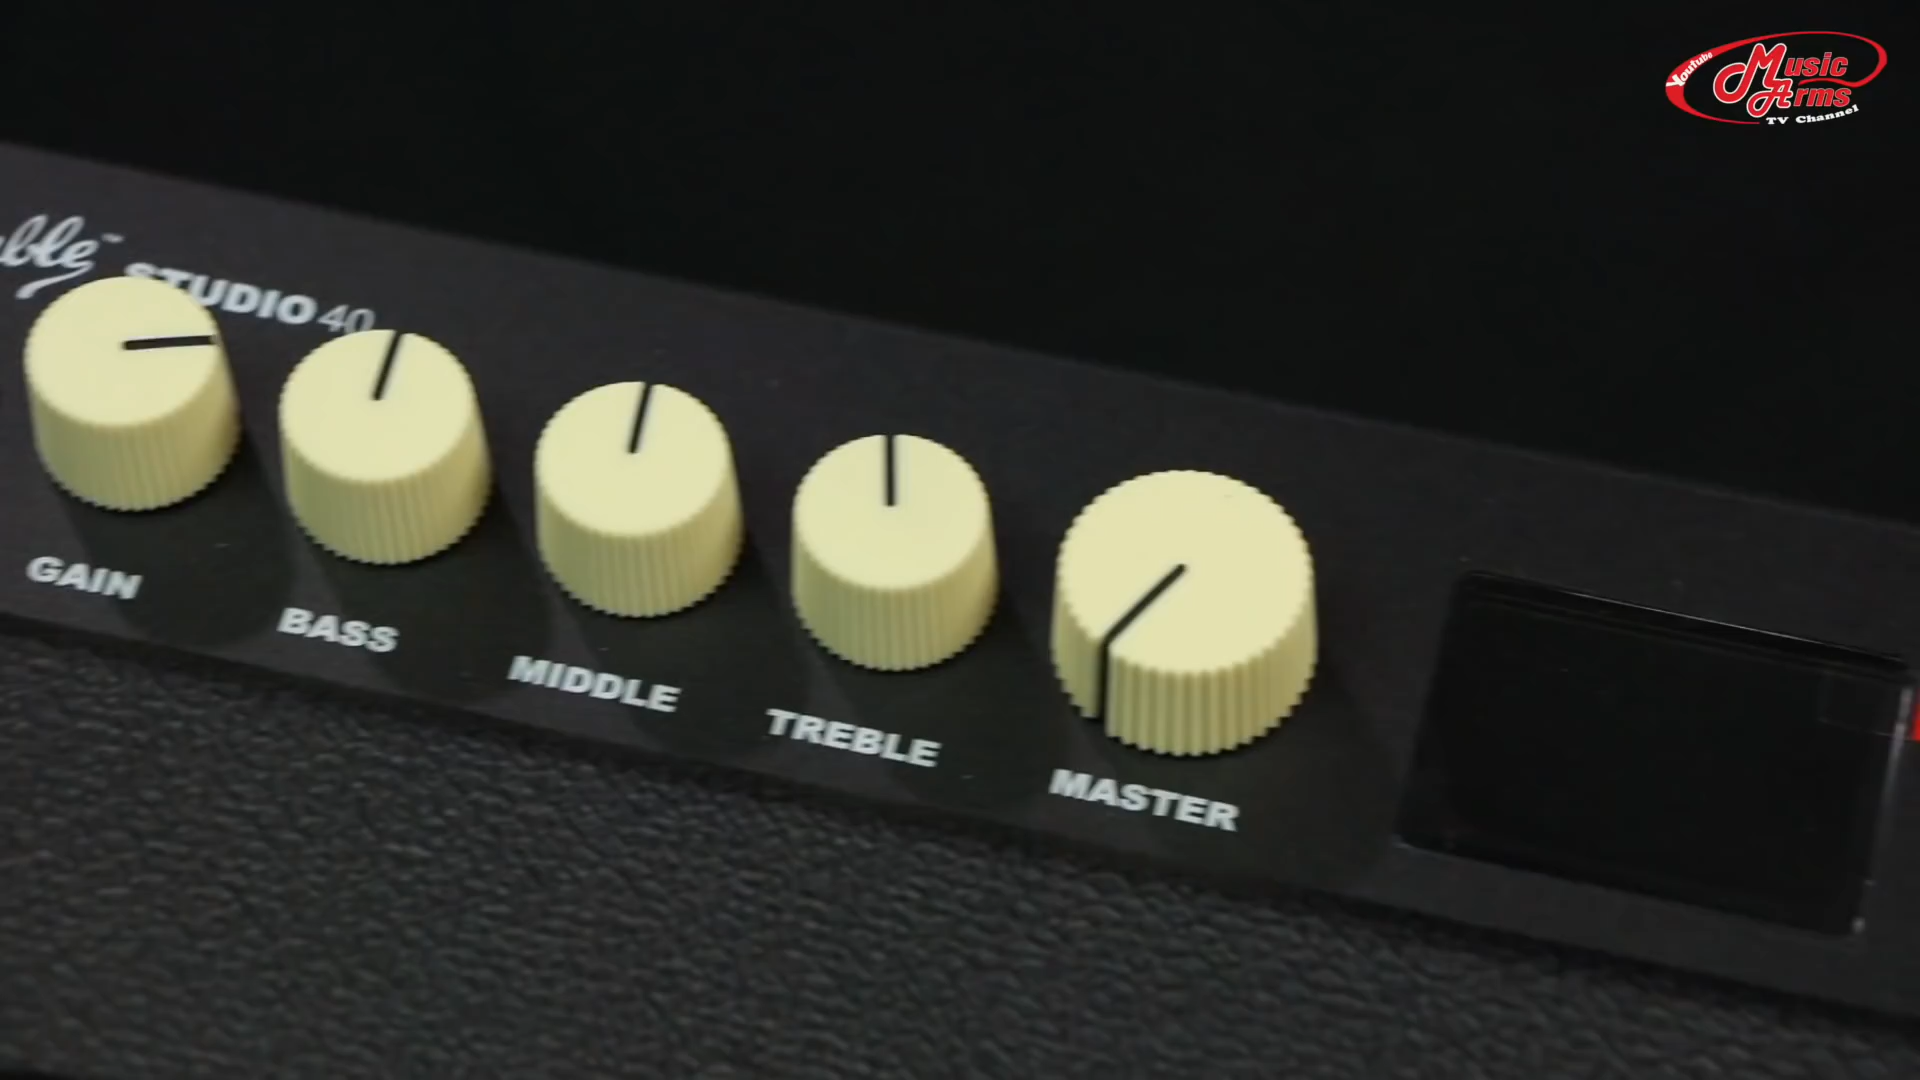 Youtube
Music
Arms
TV Channel
STUDIO 40
GAIN
BASS
MIDDLE
TREBLE
MASTER